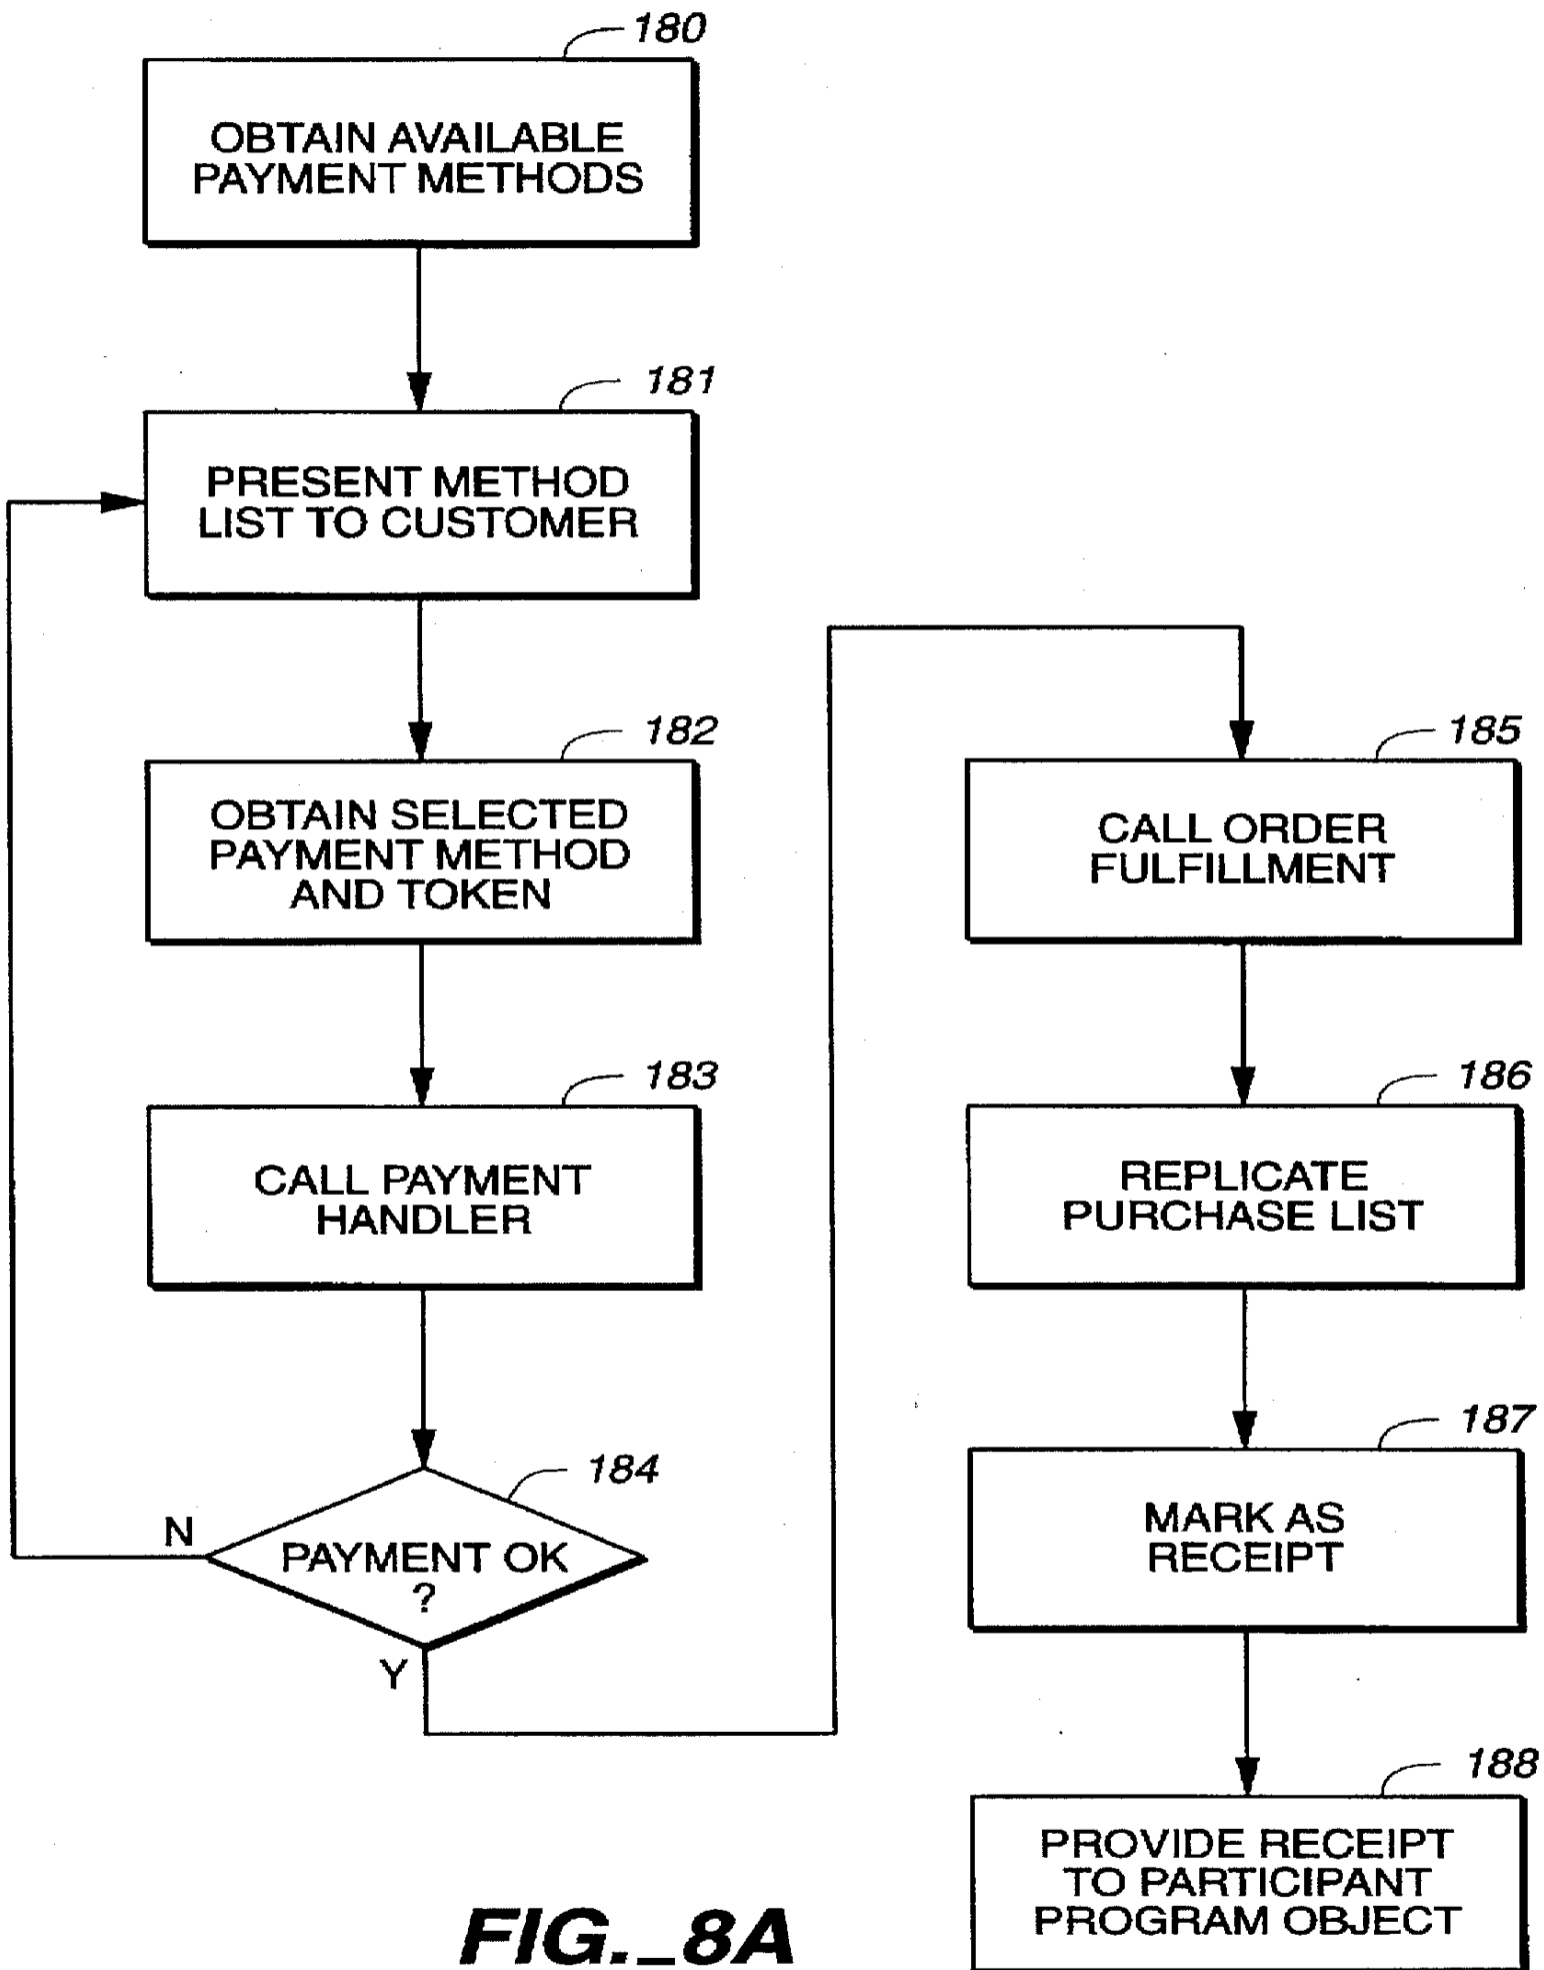 180
OBTAIN AVAILABLE
PAYMENT METHODS
181
PRESENT METHOD
LIST TO CUSTOMER
182
OBTAIN SELECTED
PAYMENT METHOD
AND TOKEN
183
CALL PAYMENT
HANDLER
184
N
PAYMENT OK
?
Y
185
CALL ORDER
FULFILLMENT
186
REPLICATE
PURCHASE LIST
187
MARK AS
RECEIPT
188
PROVIDE RECEIPT
TO PARTICIPANT
PROGRAM OBJECT
FIG._8A